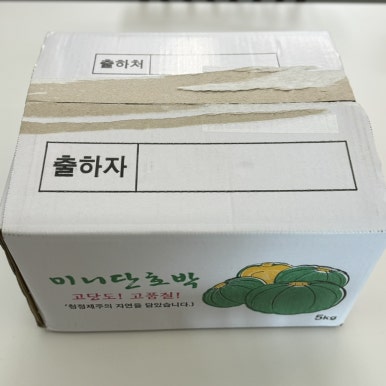 출하처
출하자
미니단호박
고당도! 고품질!
"청정제주의 자연을 담았습니다.』
5kg